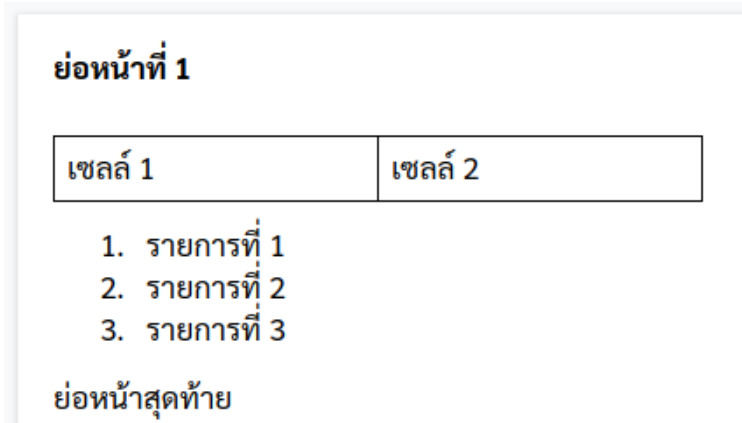 ย่อหน้าที่ 1
เซลล์ 1 เซลล์ 2
1. รายการที่ 1
2. รายการที่ 2
3. รายการที่ 3
ย่อหน้าสุดท้าย